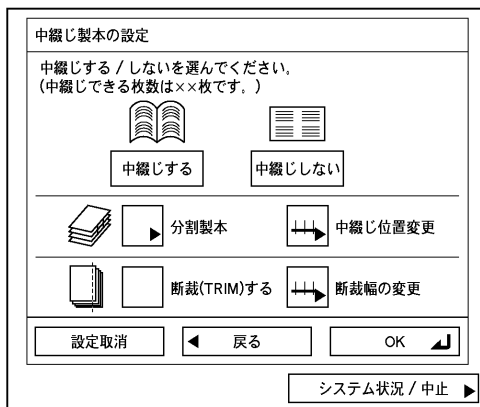 中綴じ製本の設定
中綴じする / しないを選んでください。
(中綴じできる枚数は××枚です。)
中綴じする 中綴じしない
分割製本 中綴じ位置変更
断裁(TRIM)する 断裁幅の変更
設定取消 戻る OK
システム状況 / 中止